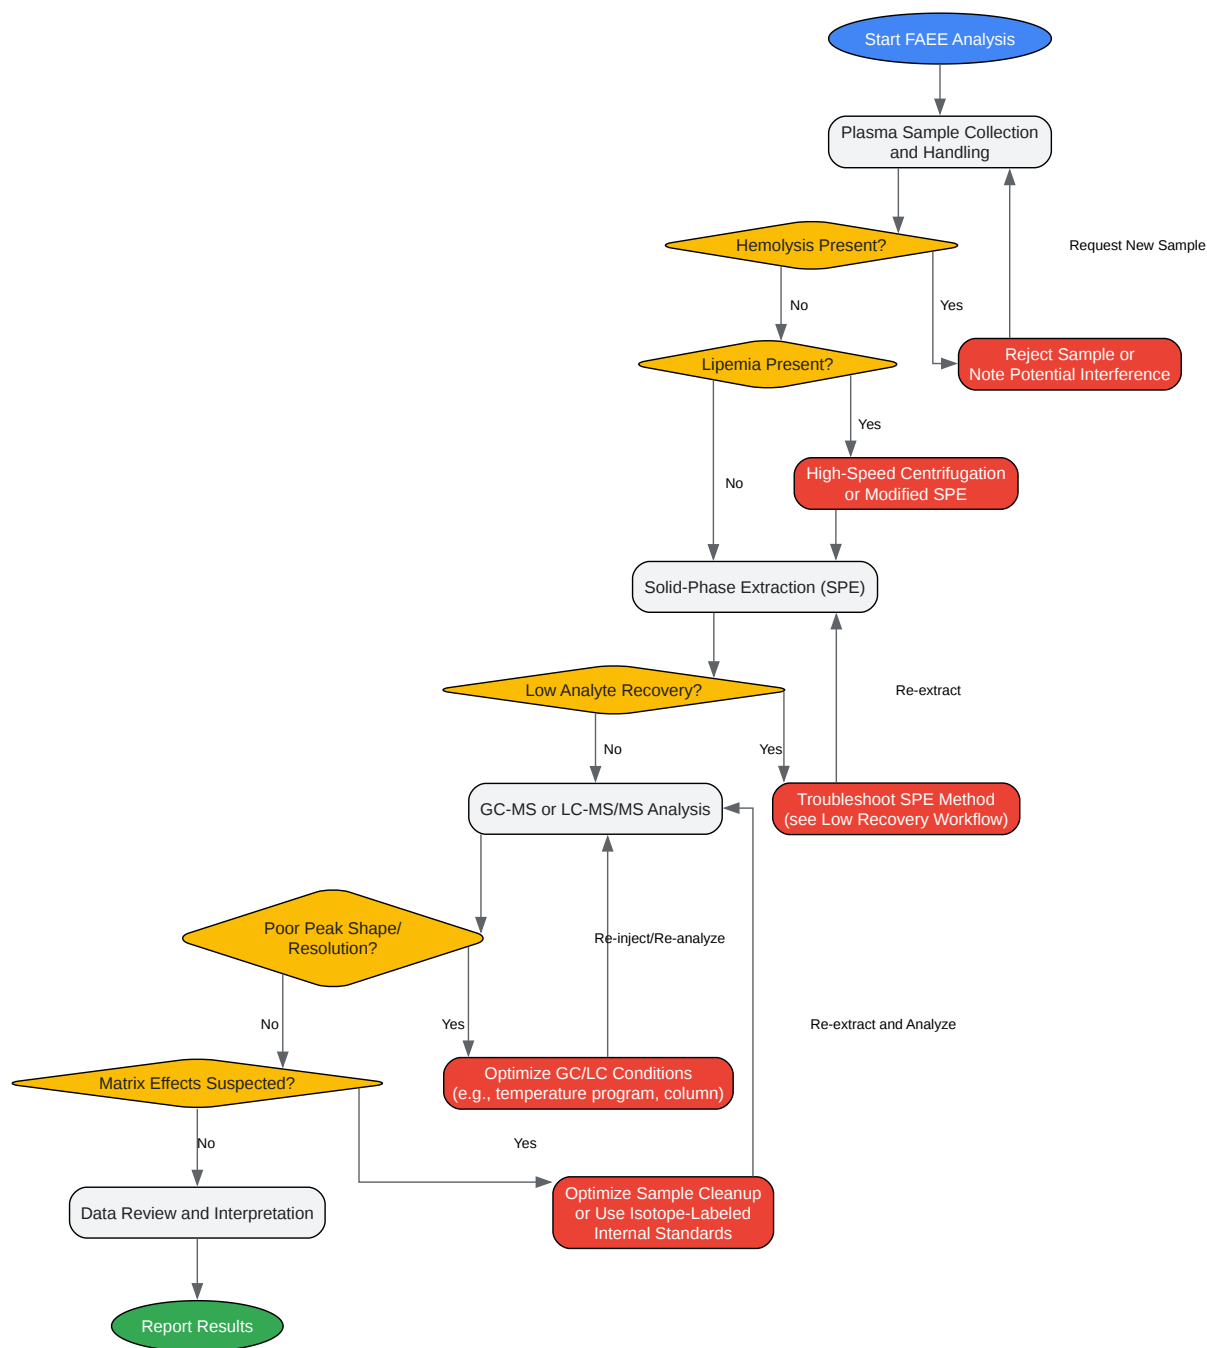 Start FAEE Analysis
Plasma Sample Collection
and Handling
Hemolysis Present?
Request New Sample
No
Yes
Reject Sample or
Note Potential Interference
Lipemia Present?
Yes
High-Speed Centrifugation
or Modified SPE
No
Solid-Phase Extraction (SPE)
Low Analyte Recovery?
Re-extract
No
Yes
GC-MS or LC-MS/MS Analysis
Troubleshoot SPE Method
(see Low Recovery Workflow)
Poor Peak Shape/
Resolution?
Re-inject/Re-analyze
No
Yes
Re-extract and Analyze
Matrix Effects Suspected?
Optimize GC/LC Conditions
(e.g., temperature program, column)
No
Yes
Data Review and Interpretation
Optimize Sample Cleanup
or Use Isotope-Labeled
Internal Standards
Report Results